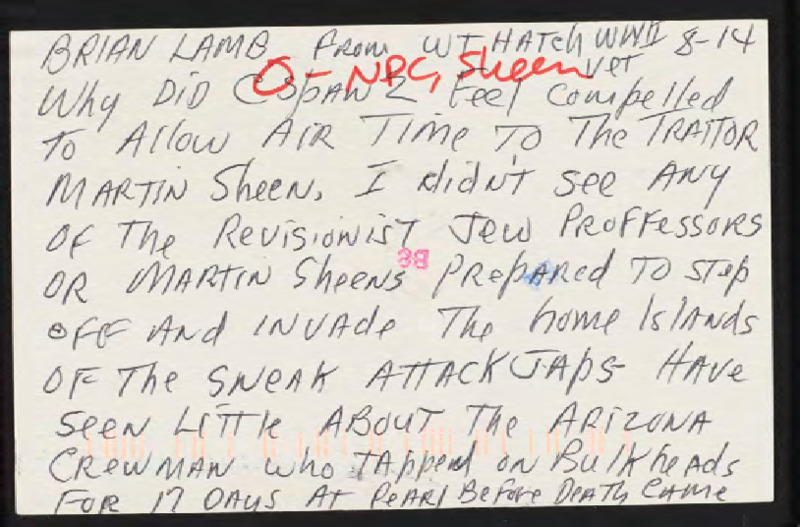 BRIAN LAMB From WT HATCH WWII 8-14
VET
O- NPC, Sheen
Why DID CSPAN 2 Feel Compelled
To Allow AIR Time To The TRAITOR
MARTIN Sheen, I didn't see ANY
OF The Revisionist Jew ProFFessors
OR MARTIN Sheens PrepAred To step
OFF And INVAde The home Islands
OF The SNeak ATTACK JAps HAve
Seen LITTle ABouT The ARIZONA
CREWMAN who TApped on BulkheAds
FOR 17 DAYS AT PeARl BeFore DeATh CAme